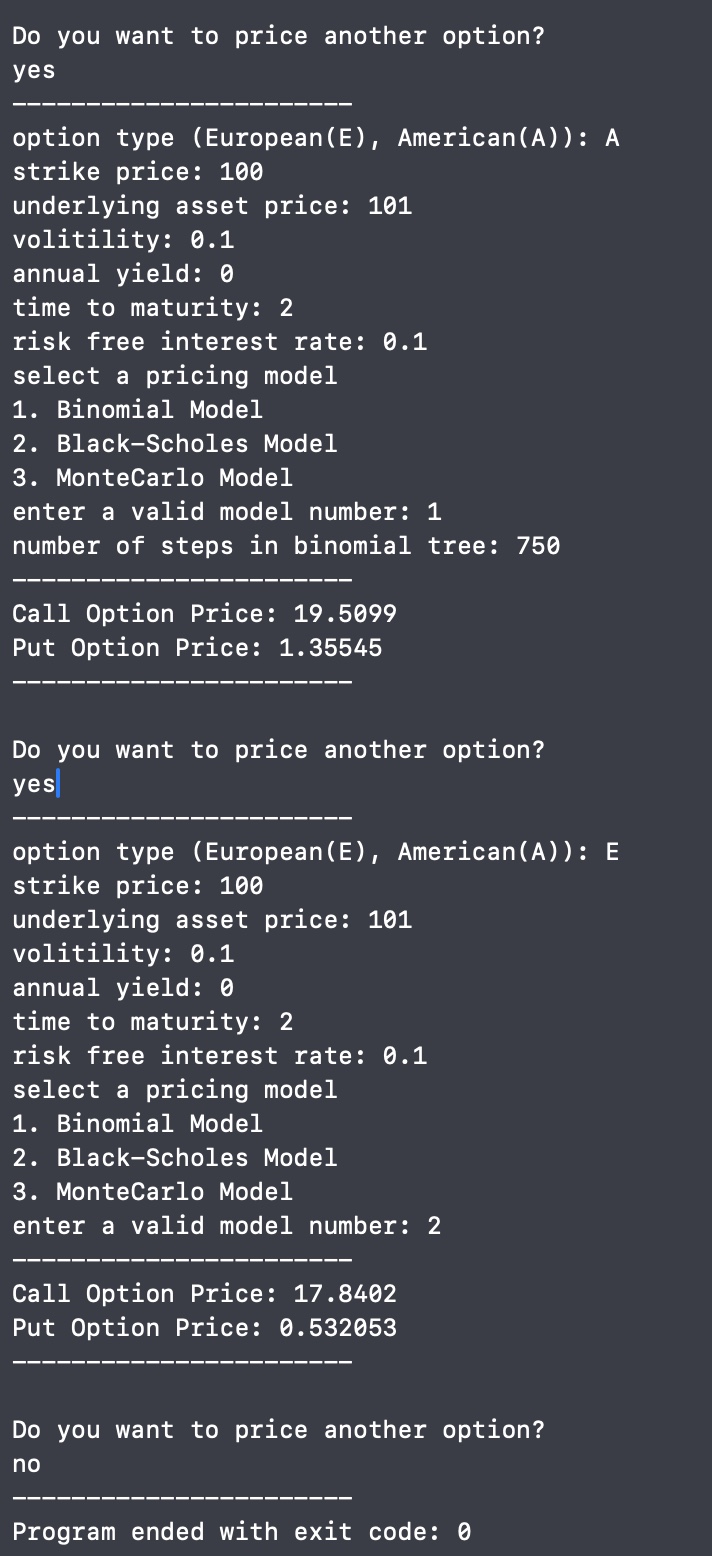 Do you want to price another option?
yes
-----------------------
option type (European(E), American(A)): A
strike price: 100
underlying asset price: 101
volitility: 0.1
annual yield: 0
time to maturity: 2
risk free interest rate: 0.1
select a pricing model
1. Binomial Model
2. Black-Scholes Model
3. MonteCarlo Model
enter a valid model number: 1
number of steps in binomial tree: 750
-----------------------
Call Option Price: 19.5099
Put Option Price: 1.35545
-----------------------
Do you want to price another option?
yes
-----------------------
option type (European(E), American(A)): E
strike price: 100
underlying asset price: 101
volitility: 0.1
annual yield: 0
time to maturity: 2
risk free interest rate: 0.1
select a pricing model
1. Binomial Model
2. Black-Scholes Model
3. MonteCarlo Model
enter a valid model number: 2
-----------------------
Call Option Price: 17.8402
Put Option Price: 0.532053
-----------------------
Do you want to price another option?
no
-----------------------
Program ended with exit code: 0